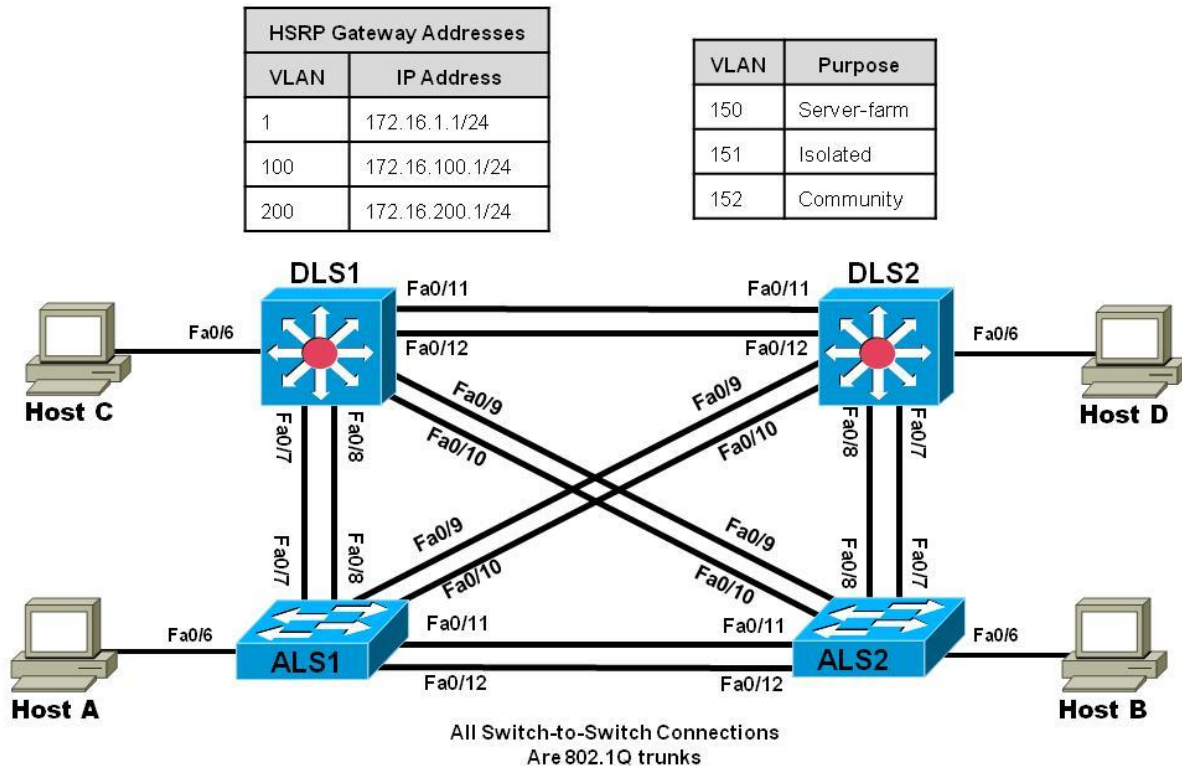 HSRP Gateway Addresses
VLAN IP Address
1 172.16.1.1/24
100 172.16.100.1/24
200 172.16.200.1/24
VLAN Purpose
150 Server-farm
151 Isolated
152 Community
DLS1
DLS2
Fa0/11
Fa0/11
Fa0/6
Fa0/12
Fa0/12
Fa0/6
Host C
Host D
Fa0/7
Fa0/8
Fa0/9
Fa0/10
Fa0/9
Fa0/10
Fa0/8
Fa0/7
Fa0/7
Fa0/8
Fa0/9
Fa0/10
Fa0/9
Fa0/10
Fa0/8
Fa0/7
Fa0/6
ALS1
Fa0/11
Fa0/11
Fa0/12
Fa0/12
ALS2
Fa0/6
Host A
Host B
All Switch-to-Switch Connections
Are 802.1Q trunks